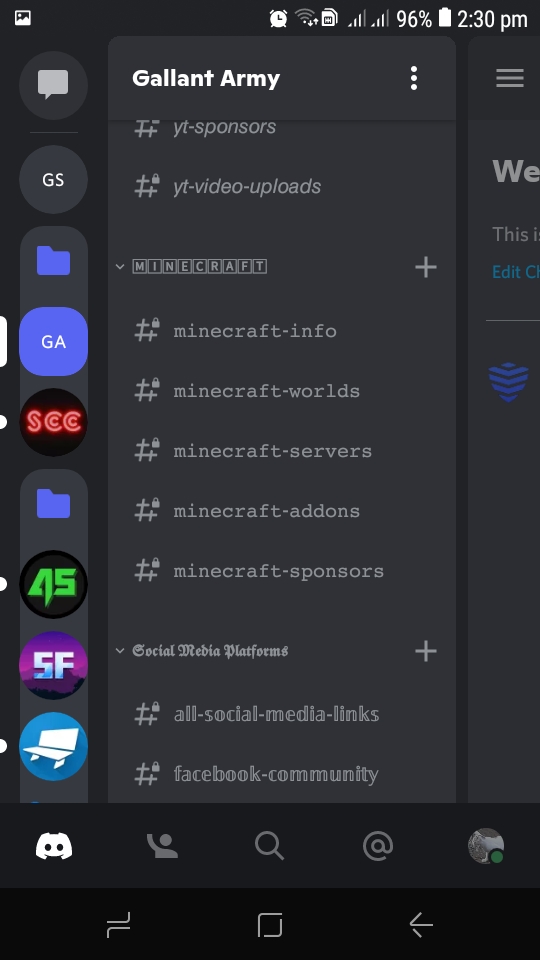 96% 2:30 pm
Gallant Army
yt-sponsors
GS
yt-video-uploads
🄼🄸🄽🄴🄲🅁🄰🄵🅃
GA
minecraft-info
minecraft-worlds
SCC
minecraft-servers
minecraft-addons
minecraft-sponsors
AS
SF
𝕾𝖔𝖈𝖎𝖆𝖑 𝕸𝖊𝖉𝖎𝖆 𝕻𝖑𝖆𝖙𝖋𝖔𝖗𝖒𝖘
𝕒𝕝𝕝-𝕤𝕠𝕔𝕚𝕒𝕝-𝕞𝕖𝕕𝕚𝕒-𝕝𝕚𝕟𝕜𝕤
𝕗𝕒𝕔𝕖𝕓𝕠𝕠𝕜-𝕔𝕠𝕞𝕞𝕦𝕟𝕚𝕥𝕪
We
This i
Edit Ch